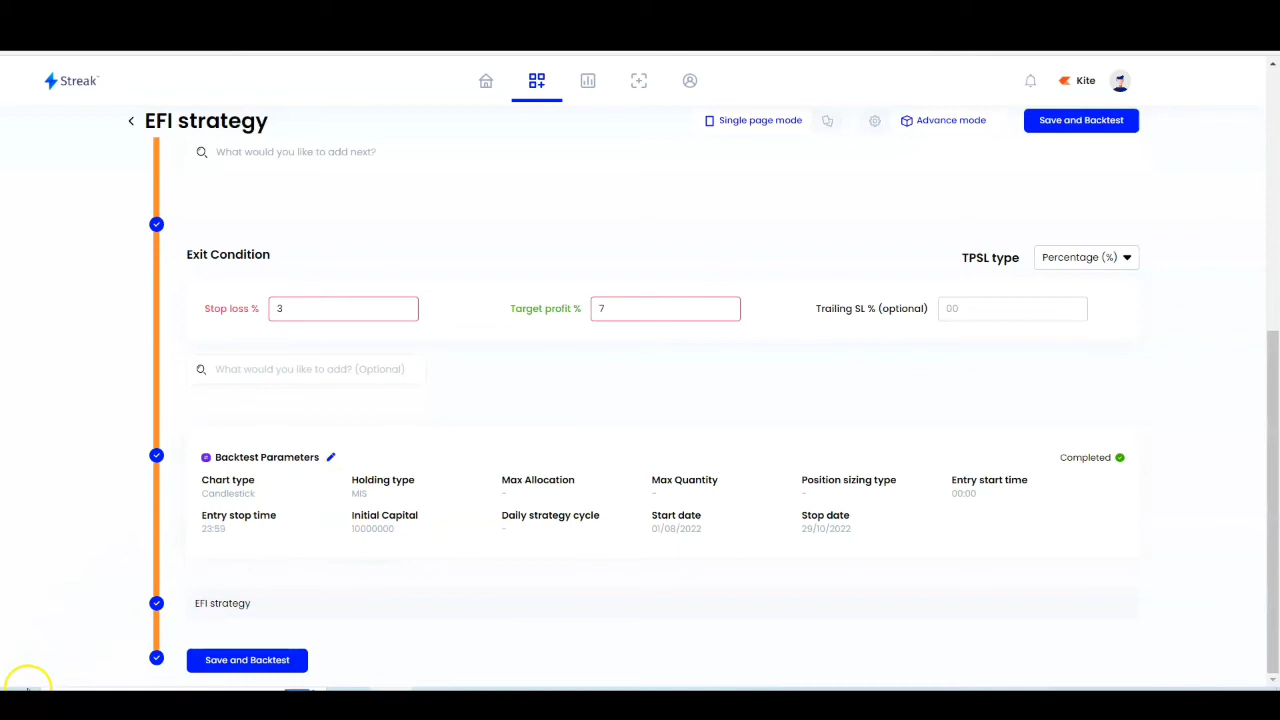 Streak
Kite
EFI strategy
Single page mode
Advance mode
Save and Backtest
What would you like to add next?
Exit Condition
TPSL type
Percentage (%)
Stop loss %
3
Target profit %
7
Trailing SL % (optional)
00
What would you like to add? (Optional)
Backtest Parameters
Completed
Chart type Holding type Max Allocation Max Quantity Position sizing type Entry start time
Candlestick MIS - - - 00:00
Entry stop time Initial Capital Daily strategy cycle Start date Stop date
23:59 10000000 - 01/08/2022 29/10/2022
EFI strategy
Save and Backtest